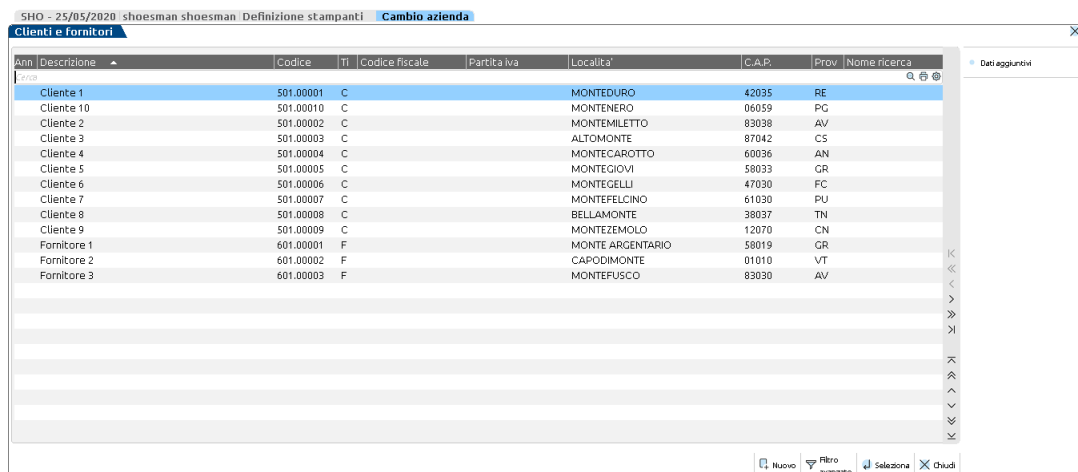 SHO - 25/05/2020 shoesman shoesman Definizione stampanti Cambio azienda
Clienti e fornitori
Ann Descrizione Codice Ti Codice fiscale Partita iva Localita' C.A.P. Prov Nome ricerca
Dati aggiuntivi
Cerca
Cliente 1 501.00001 C MONTEDURO 42035 RE
Cliente 10 501.00010 C MONTENERO 06059 PG
Cliente 2 501.00002 C MONTEMILETTO 83038 AV
Cliente 3 501.00003 C ALTOMONTE 87042 CS
Cliente 4 501.00004 C MONTECAROTTO 60036 AN
Cliente 5 501.00005 C MONTEGIOVI 58033 GR
Cliente 6 501.00006 C MONTEGELLI 47030 FC
Cliente 7 501.00007 C MONTEFELCINO 61030 PU
Cliente 8 501.00008 C BELLAMONTE 38037 TN
Cliente 9 501.00009 C MONTEZEMOLO 12070 CN
Fornitore 1 601.00001 F MONTE ARGENTARIO 58019 GR
Fornitore 2 601.00002 F CAPODIMONTE 01010 VT
Fornitore 3 601.00003 F MONTEFUSCO 83030 AV
Nuovo Filtro Seleziona Chiudi